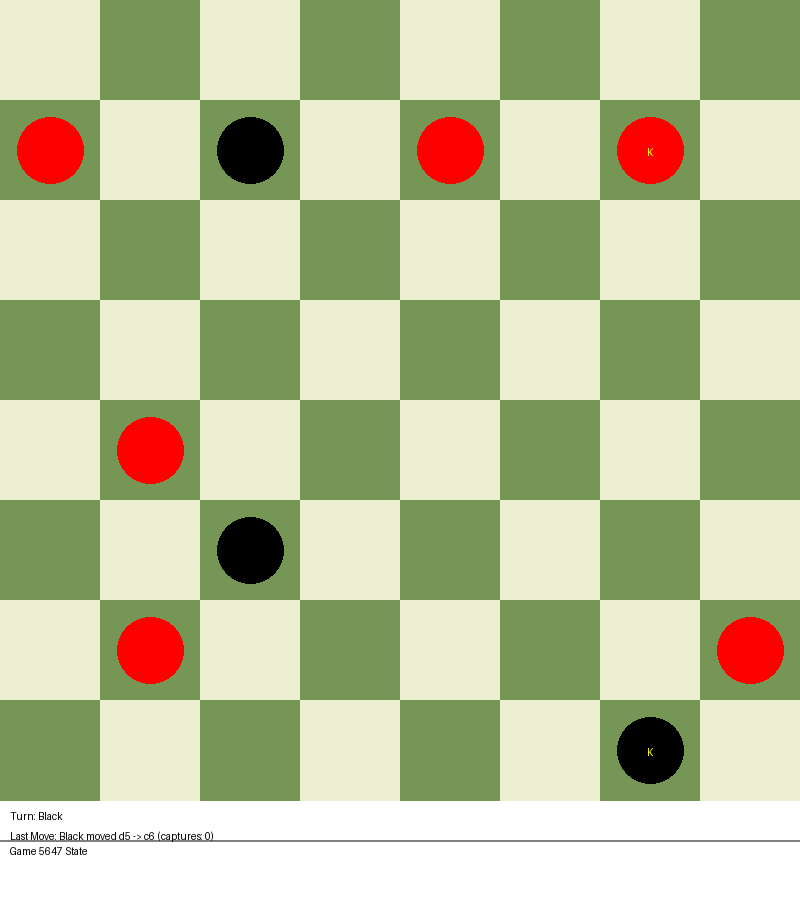 K
K
Turn: Black
Last Move: Black moved d5 -> c6 (captures: 0)
Game 5647 State